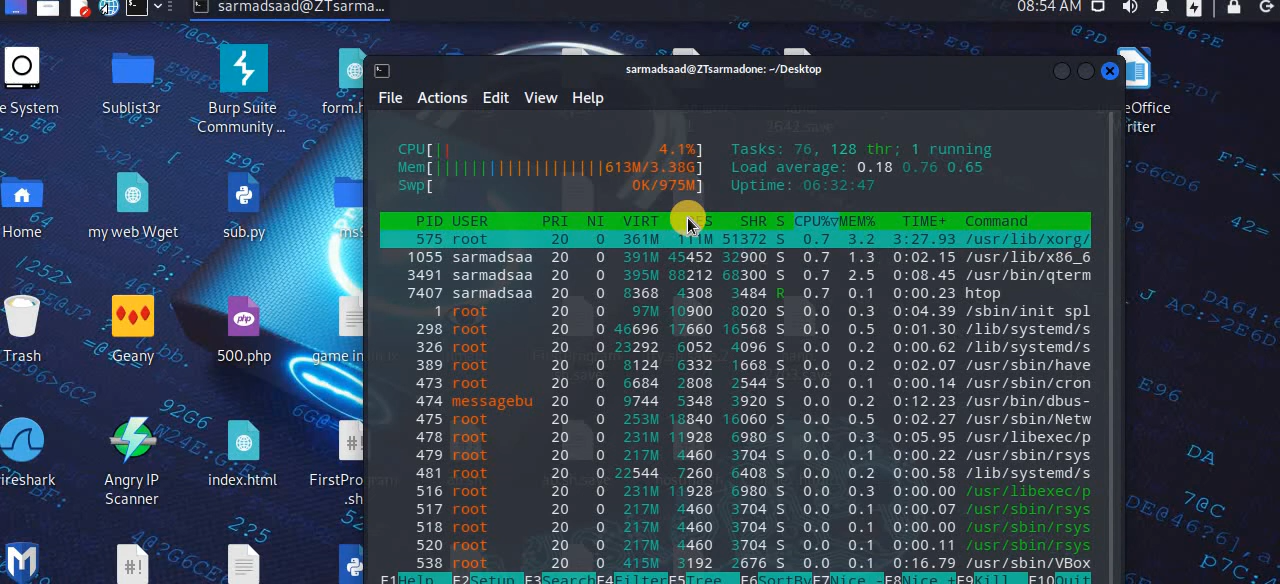 sarmadsaad@ZTsarma...
08:54 AM
e System
Sublist3r
Burp Suite
Community ...
form.h
eOffice
riter
Home
my web Wget
sub.py
Trash
Geany
500.php
game in
ireshark
Angry IP
Scanner
index.html
FirstProgram
.sh
sarmadsaad@ZTsarmadone: ~/Desktop
File Actions Edit View Help
CPU[|| 4.1%] Tasks: 76, 128 thr; 1 running
Mem[||||||||||||||||||||613M/3.38G] Load average: 0.18 0.76 0.65
Swp[ 0K/975M] Uptime: 06:32:47
PID USER PRI NI VIRT RES SHR S CPU%▽MEM% TIME+ Command
575 root 20 0 361M 111M 51372 S 0.7 3.2 3:27.93 /usr/lib/xorg/
1055 sarmadsaa 20 0 391M 45452 32900 S 0.7 1.3 0:02.15 /usr/lib/x86_6
3491 sarmadsaa 20 0 395M 88212 68300 S 0.7 2.5 0:08.45 /usr/bin/qterm
7407 sarmadsaa 20 0 8368 4308 3484 R 0.7 0.1 0:00.23 htop
1 root 20 0 97M 10900 8020 S 0.0 0.3 0:04.39 /sbin/init spl
298 root 20 0 46696 17660 16568 S 0.0 0.5 0:01.30 /lib/systemd/s
326 root 20 0 23292 6052 4096 S 0.0 0.2 0:00.62 /lib/systemd/s
389 root 20 0 8124 6332 1668 S 0.0 0.2 0:02.07 /usr/sbin/have
473 root 20 0 6684 2808 2544 S 0.0 0.1 0:00.14 /usr/sbin/cron
474 messagebu 20 0 9744 5348 3920 S 0.0 0.2 0:12.23 /usr/bin/dbus-
475 root 20 0 253M 18840 16060 S 0.0 0.5 0:02.27 /usr/sbin/Netw
478 root 20 0 231M 11928 6980 S 0.0 0.3 0:05.95 /usr/libexec/p
479 root 20 0 217M 4460 3704 S 0.0 0.1 0:00.22 /usr/sbin/rsys
481 root 20 0 22544 7260 6408 S 0.0 0.2 0:00.58 /lib/systemd/s
516 root 20 0 231M 11928 6980 S 0.0 0.3 0:00.00 /usr/libexec/p
517 root 20 0 217M 4460 3704 S 0.0 0.1 0:00.07 /usr/sbin/rsys
518 root 20 0 217M 4460 3704 S 0.0 0.1 0:00.00 /usr/sbin/rsys
520 root 20 0 217M 4460 3704 S 0.0 0.1 0:00.11 /usr/sbin/rsys
538 root 20 0 415M 3192 2676 S 0.0 0.1 0:16.79 /usr/sbin/VBox
F1Help F2Setup F3SearchF4FilterF5Tree F6SortByF7Nice -F8Nice +F9Kill F10Quit